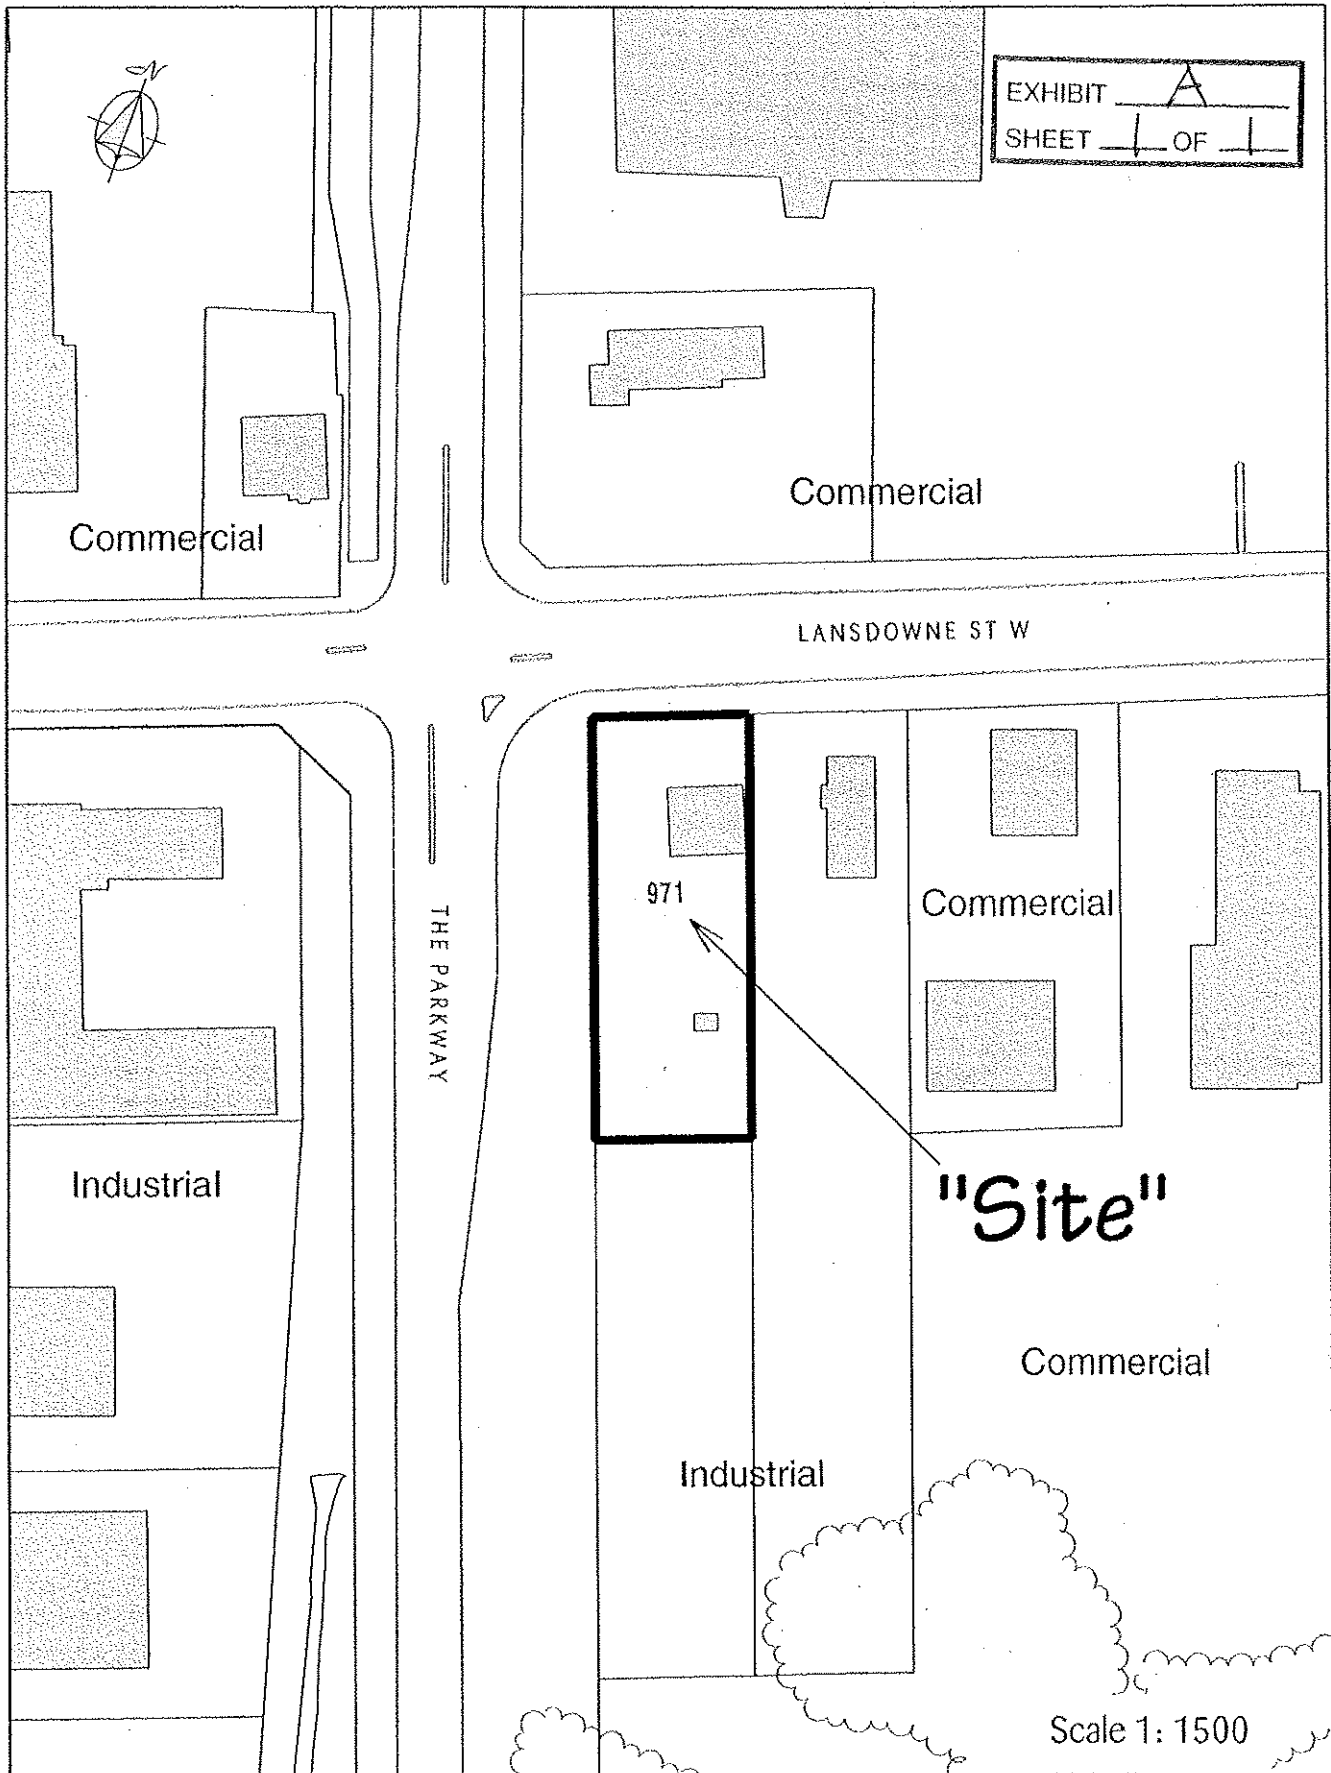 N
EXHIBIT A
SHEET 1 OF 1
Commercial
Commercial
LANSDOWNE ST W
THE PARKWAY
971
Commercial
"Site"
Industrial
Commercial
Industrial
Scale 1: 1500